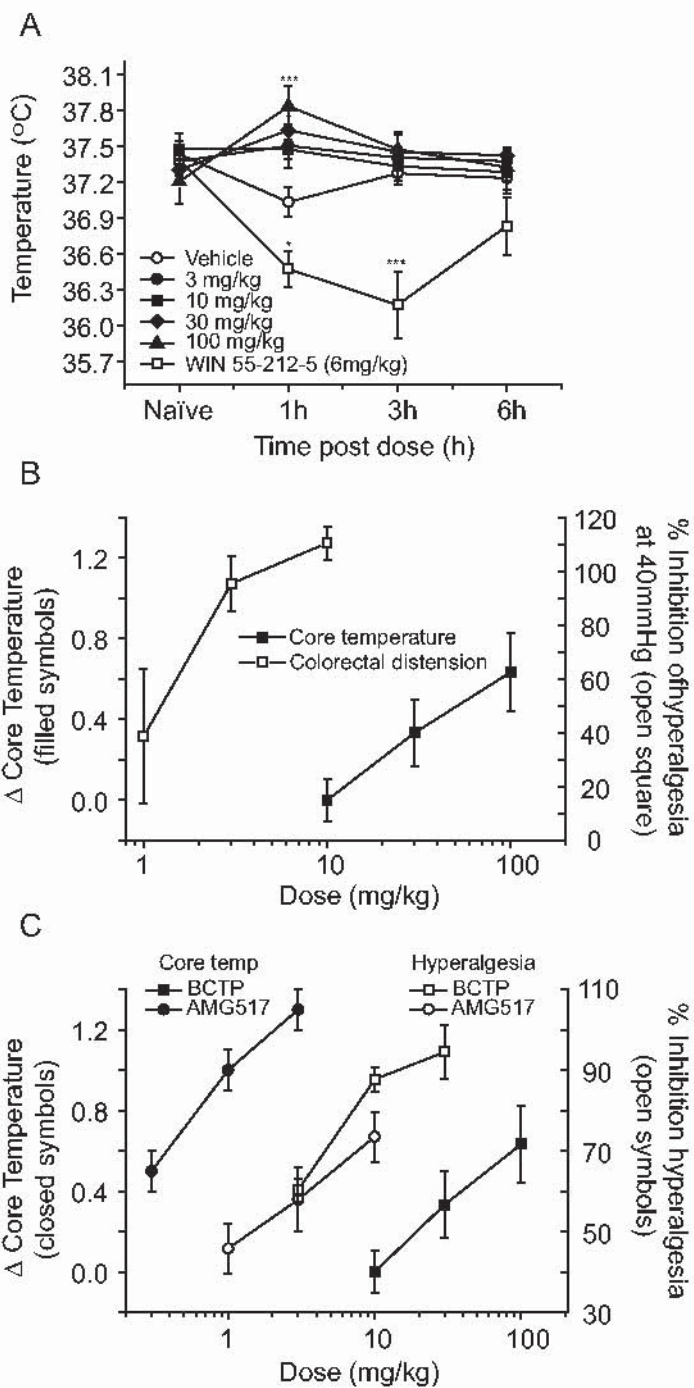 A
Temperature (°C)
38.1
37.8
37.5
37.2
36.9
36.6
36.3
36.0
35.7
***
*
***
Vehicle
3 mg/kg
10 mg/kg
30 mg/kg
100 mg/kg
WIN 55-212-5 (6mg/kg)
Naïve
1h
3h
6h
Time post dose (h)
B
Δ Core Temperature
(filled symbols)
1.2
0.8
0.4
0.0
Core temperature
Colorectal distension
120
100
80
60
40
20
0
% Inhibition ofhyperalgesia
at 40mmHg (open square)
1
10
100
Dose (mg/kg)
C
Δ Core Temperature
(closed symbols)
1.2
0.8
0.4
0.0
Core temp
BCTP
AMG517
Hyperalgesia
BCTP
AMG517
110
90
70
50
30
% Inhibition hyperalgesia
(open symbols)
1
10
100
Dose (mg/kg)